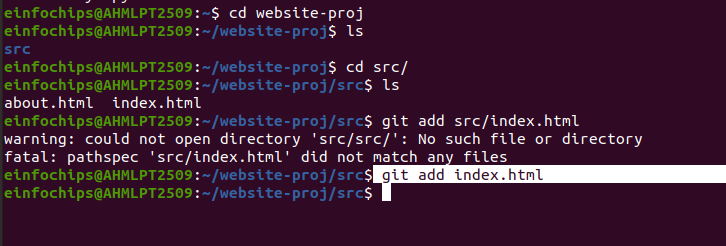 einfochips@AHMLPT2509:~$ cd website-proj
einfochips@AHMLPT2509:~/website-proj$ ls
src
einfochips@AHMLPT2509:~/website-proj$ cd src/
einfochips@AHMLPT2509:~/website-proj/src$ ls
about.html  index.html
einfochips@AHMLPT2509:~/website-proj/src$ git add src/index.html
warning: could not open directory 'src/src/': No such file or directory
fatal: pathspec 'src/index.html' did not match any files
einfochips@AHMLPT2509:~/website-proj/src$ git add index.html
einfochips@AHMLPT2509:~/website-proj/src$